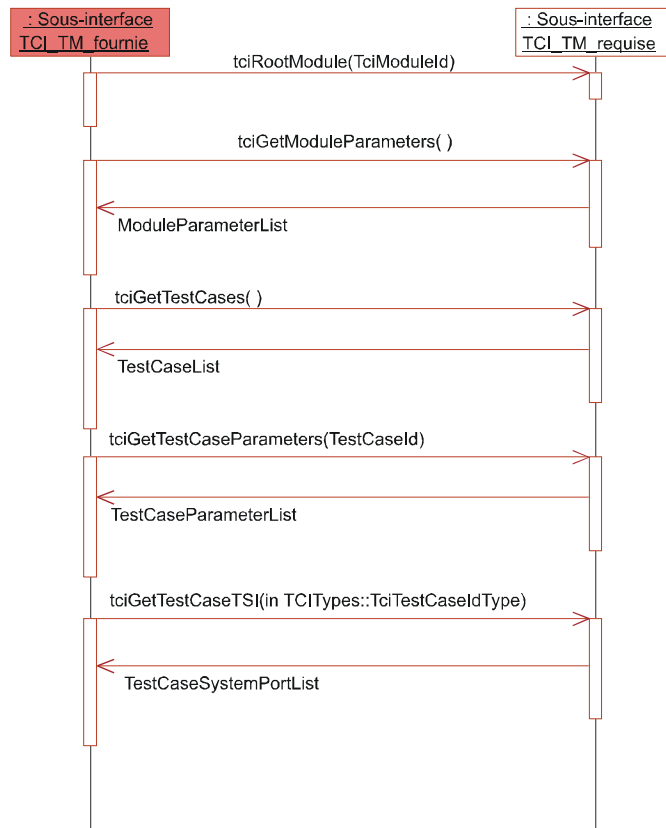 : Sous-interface
TCI_TM_fournie
: Sous-interface
TCI_TM_requise
tciRootModule(TciModuleId)
tciGetModuleParameters( )
ModuleParameterList
tciGetTestCases( )
TestCaseList
tciGetTestCaseParameters(TestCaseId)
TestCaseParameterList
tciGetTestCaseTSI(in TCITypes::TciTestCaseIdType)
TestCaseSystemPortList